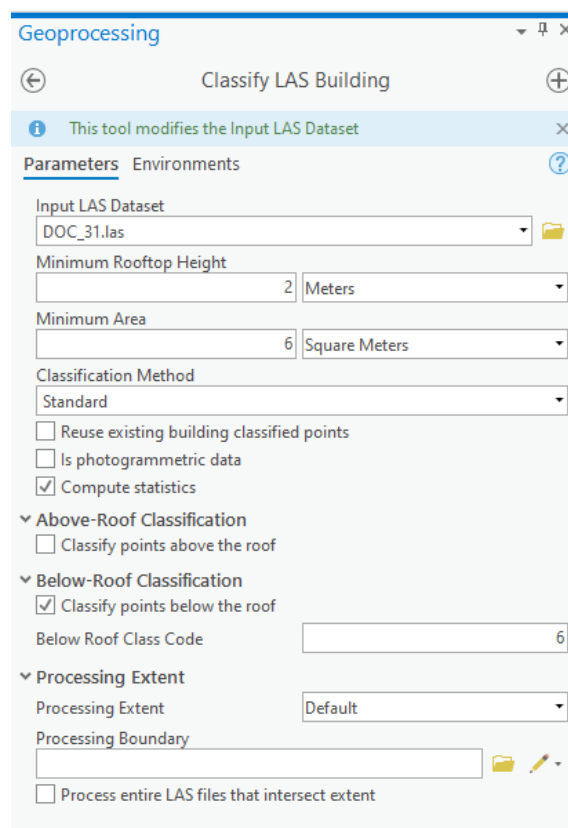 Geoprocessing
Classify LAS Building
This tool modifies the Input LAS Dataset
Parameters Environments
Input LAS Dataset
DOC_31.las
Minimum Rooftop Height
2 Meters
Minimum Area
6 Square Meters
Classification Method
Standard
Reuse existing building classified points
Is photogrammetric data
Compute statistics
Above-Roof Classification
Classify points above the roof
Below-Roof Classification
Classify points below the roof
Below Roof Class Code 6
Processing Extent
Processing Extent Default
Processing Boundary
Process entire LAS files that intersect extent